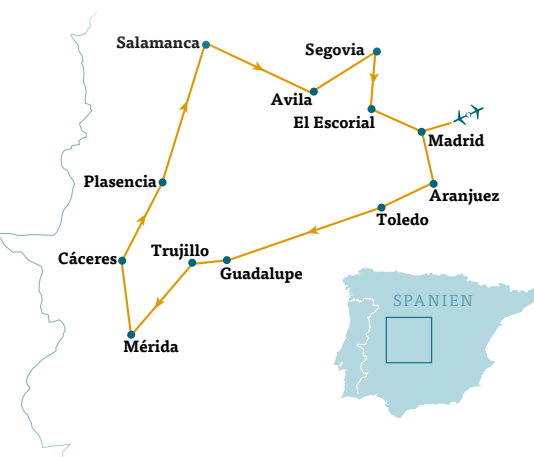 Salamanca
Segovia
Avila
El Escorial
Madrid
Plasencia
Aranjuez
Toledo
Cáceres
Trujillo
Guadalupe
SPANIEN
Mérida